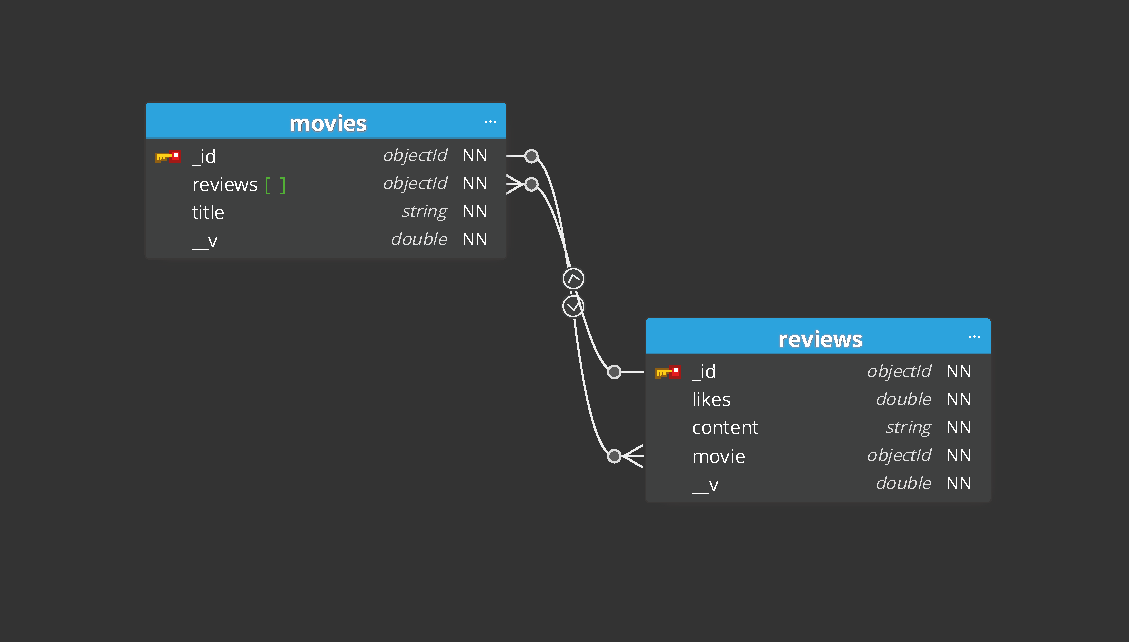 movies ...
_id objectId NN
reviews [ ] objectId NN
title string NN
__v double NN
reviews ...
_id objectId NN
likes double NN
content string NN
movie objectId NN
__v double NN